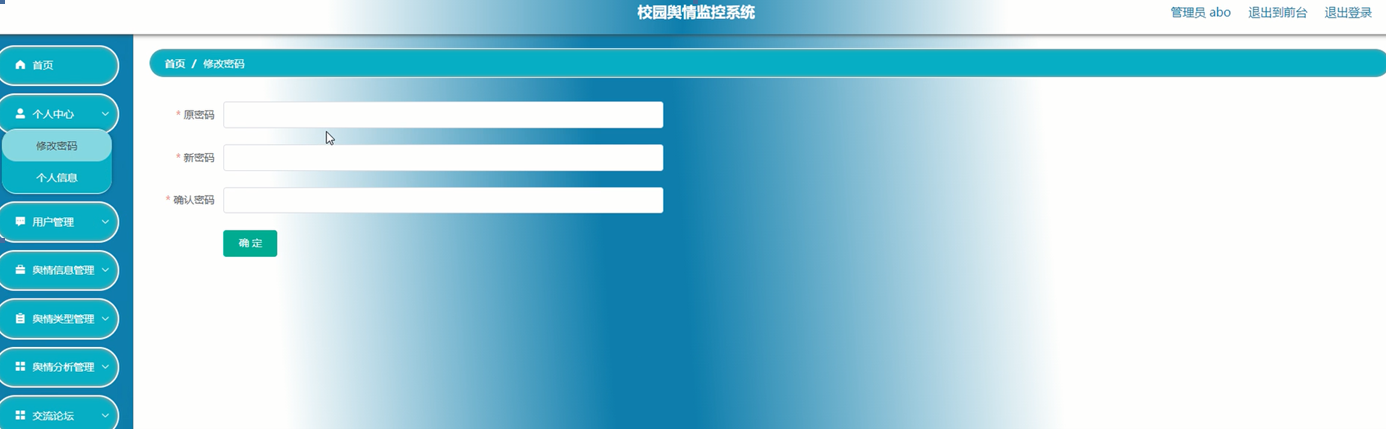 校园舆情监控系统
管理员 abo 退出到前台 退出登录
首页
首页 / 修改密码
个人中心
修改密码
个人信息
用户管理
舆情信息管理
舆情类型管理
舆情分析管理
交流论坛
* 原密码
* 新密码
* 确认密码
确 定